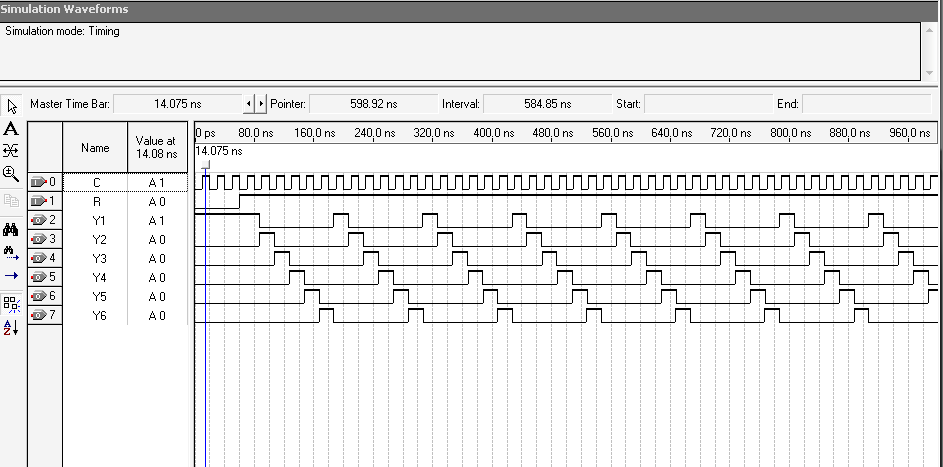 Simulation Waveforms
Simulation mode: Timing
Master Time Bar: 14.075 ns Pointer: 598.92 ns Interval: 584.85 ns Start: End:
Name Value at 14.08 ns
0 ps 80.0 ns 160.0 ns 240.0 ns 320.0 ns 400.0 ns 480.0 ns 560.0 ns 640.0 ns 720.0 ns 800.0 ns 880.0 ns 960.0 ns
14.075 ns
0 C A 1
1 R A 0
2 Y1 A 1
3 Y2 A 0
4 Y3 A 0
5 Y4 A 0
6 Y5 A 0
7 Y6 A 0